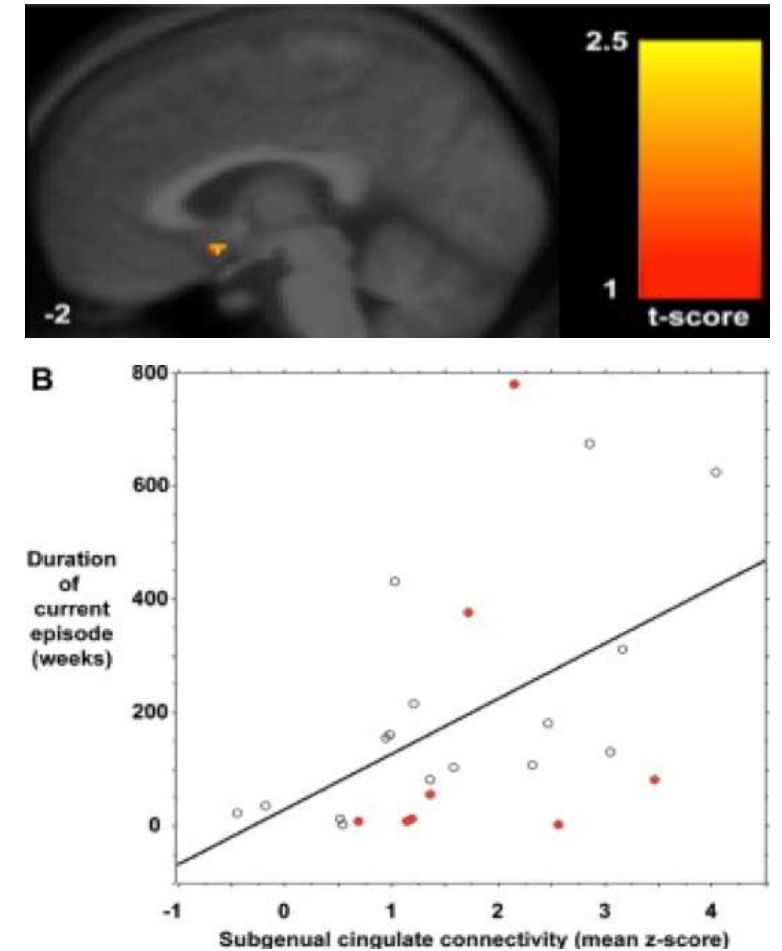 2.5
1
t-score
-2
B
800
600
Duration
of
current
episode
(weeks)
400
200
0
-1 0 1 2 3 4
Subgenual cingulate connectivity (mean z-score)